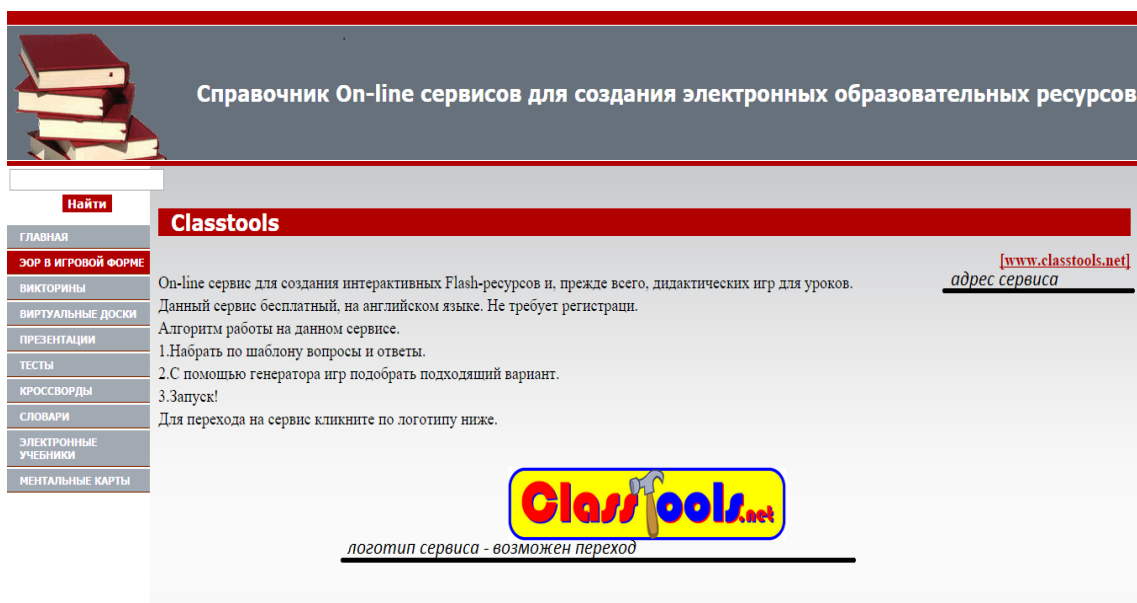 Справочник On-line сервисов для создания электронных образовательных ресурсов
Найти
ГЛАВНАЯ
ЭОР В ИГРОВОЙ ФОРМЕ
ВИКТОРИНЫ
ВИРТУАЛЬНЫЕ ДОСКИ
ПРЕЗЕНТАЦИИ
ТЕСТЫ
КРОССВОРДЫ
СЛОВАРИ
ЭЛЕКТРОННЫЕ
УЧЕБНИКИ
МЕНТАЛЬНЫЕ КАРТЫ
Classtools
[www.classtools.net]
адрес сервиса
On-line сервис для создания интерактивных Flash-ресурсов и, прежде всего, дидактических игр для уроков.
Данный сервис бесплатный, на английском языке. Не требует регистраци.
Алгоритм работы на данном сервисе.
1.Набрать по шаблону вопросы и ответы.
2.С помощью генератора игр подобрать подходящий вариант.
3.Запуск!
Для перехода на сервис кликните по логотипу ниже.
ClassTools.net
логотип сервиса - возможен переход